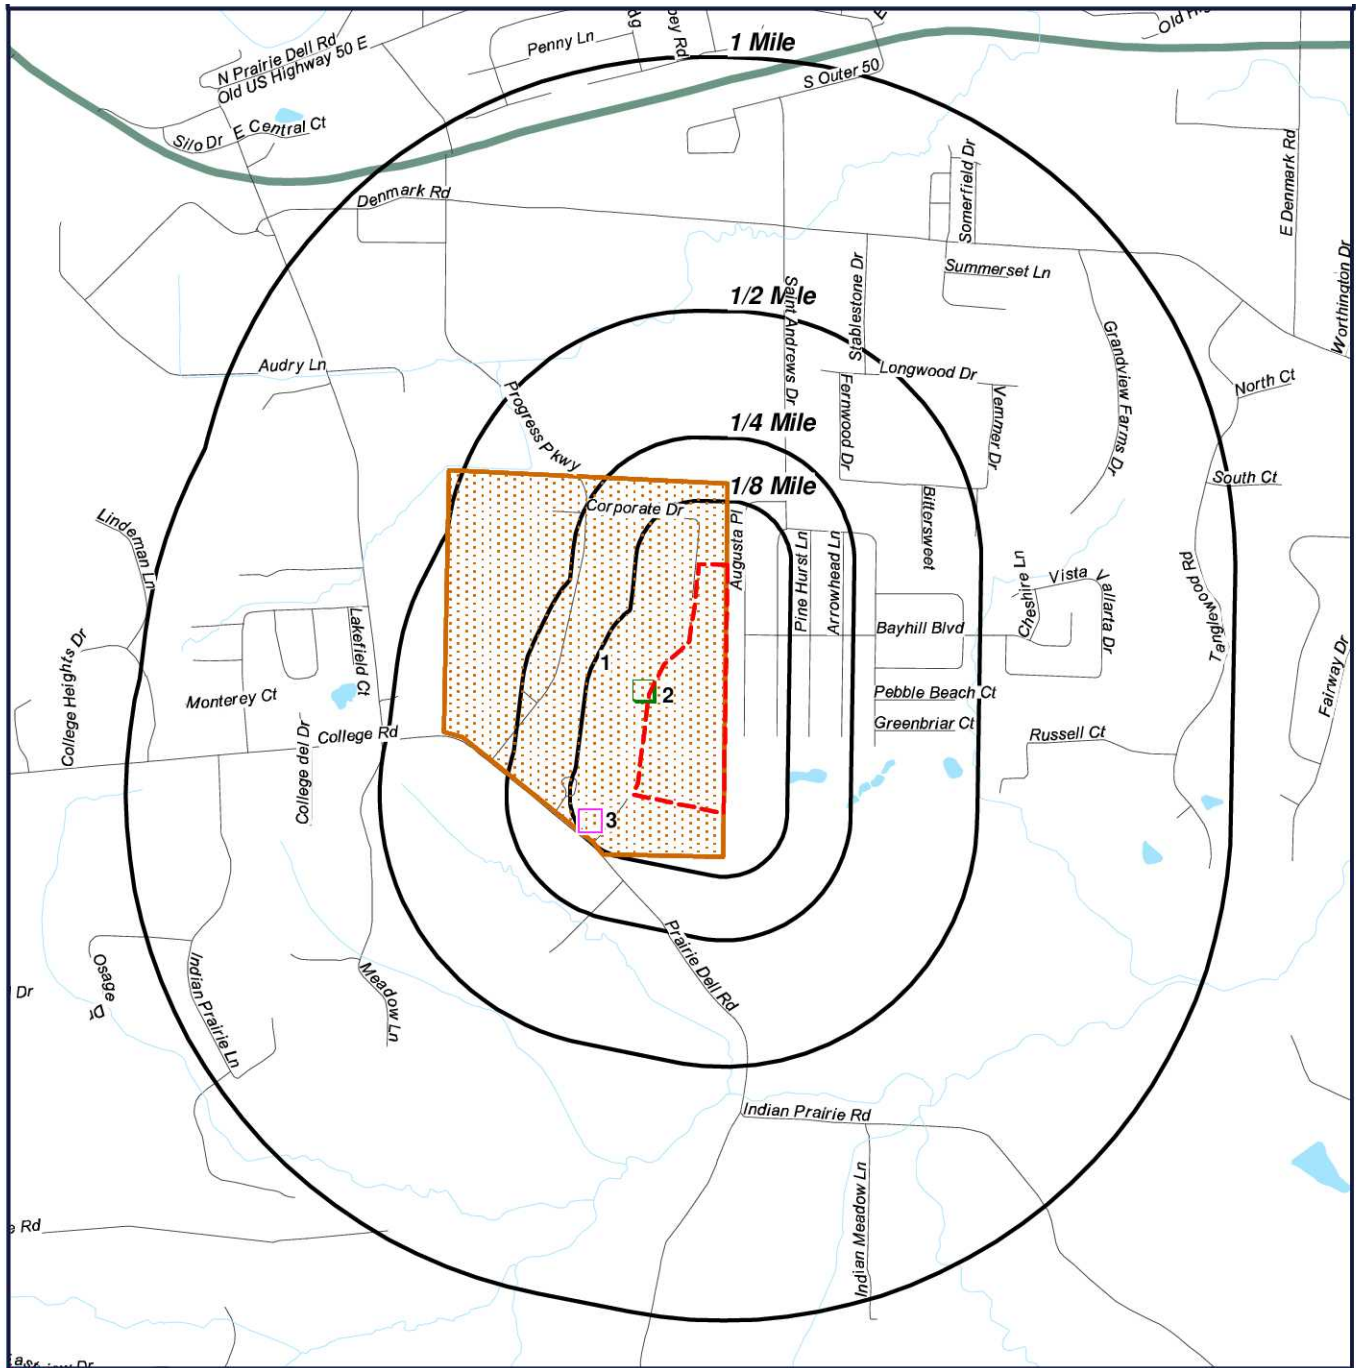 Old Hi
1 Mile
Penny Ln
N Prairie Dell Rd
Old US Highway 50 E
S Outer 50
Silo Dr
E Central Ct
Denmark Rd
Somerfield Dr
E Denmark Rd
Summerset Ln
Worthington Dr
1/2 Mile
Saint Andrews Dr
Stablestone Dr
Grandview Farms Dr
Audry Ln
Longwood Dr
North Ct
Progress Pkwy
Fernwood Dr
Vemmer Dr
1/4 Mile
South Ct
1/8 Mile
Corporate Dr
Lindeman Ln
Augusta Pl
Pine Hurst Ln
Arrowhead Ln
Bittersweet
Cheshire Ln
Vista Vallarta Dr
Tanglewood Rd
Lakefield Ct
Bayhill Blvd
College Heights Dr
1
Fairway Dr
Monterey Ct
2
Pebble Beach Ct
College Rd
Greenbriar Ct
Russell Ct
College del Dr
3
Prairie Dell Rd
Osage Dr
Dr
Indian Prairie Ln
Meadow Ln
Indian Prairie Rd
Indian Meadow Ln
e Rd